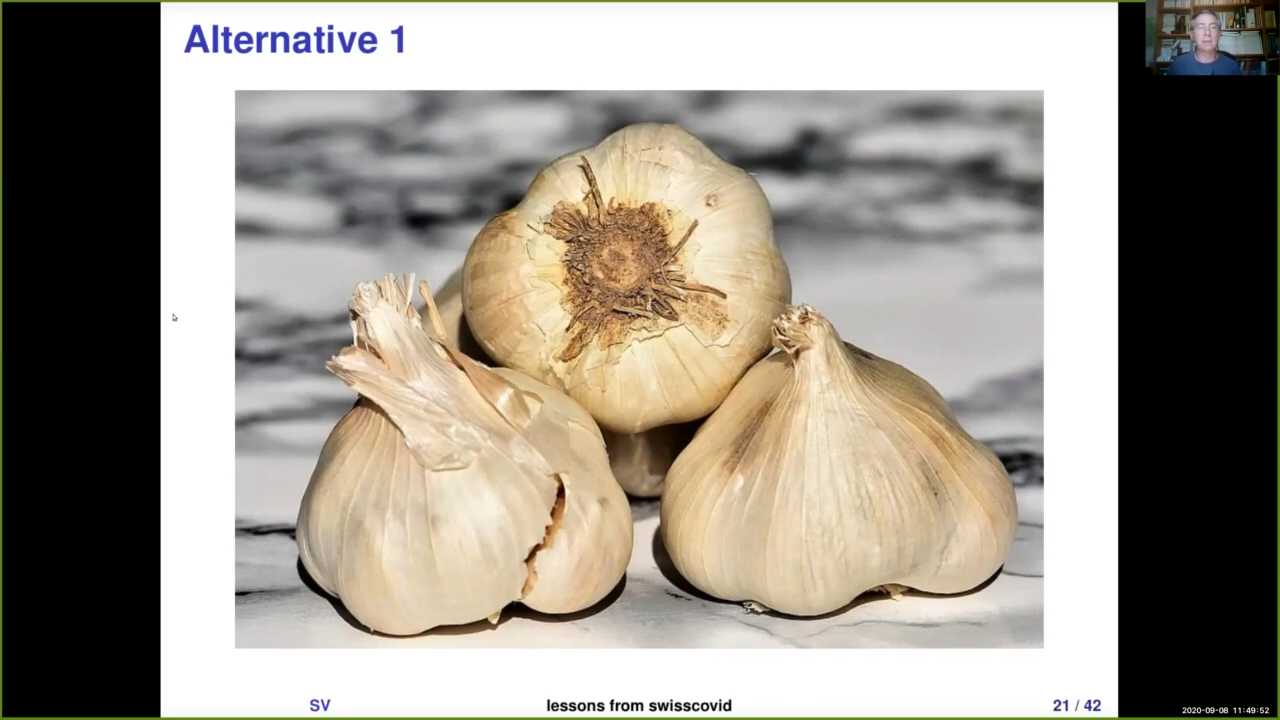 Alternative 1
SV
lessons from swisscovid
21 / 42
2020-09-08 11:49:52